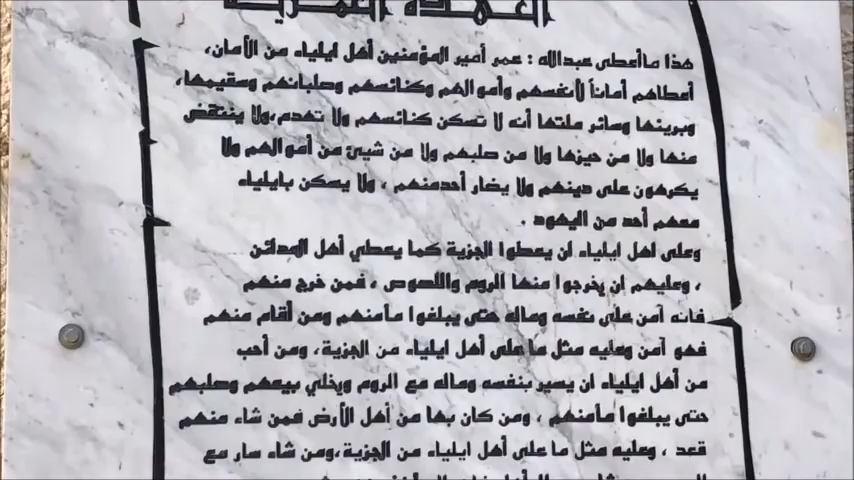 العهدة العمرية
هذا ما أعطى عبدالله : عمر أمير المؤمنين أهل ايلياء من الأمان،
أعطاهم أماناً لأنفسهم وأموالهم وكنائسهم وصلبانهم وسقيمها،
وبريئها وسائر ملتها أنه لا تسكن كنائسهم ولا تهدم،ولا ينتقض
منها ولا من حيزها ولا من صلبهم ولا من شيئ من أموالهم ولا
يكرهون على دينهم ولا يضار أحدمنهم ، ولا يسكن بايلياء
معهم أحد من اليهود .
وعلى اهل ايلياء ان يعطوا الجزية كما يعطي أهل المدائن
، وعليهم ان يخرجوا منها الروم واللصوص ، فمن خرج منهم
فانه آمن على نفسه وماله حتى يبلغوا مأمنهم ومن أقام منهم
فهو آمن وعليه مثل ما على أهل ايلياء من الجزية، ومن أحب
من أهل ايلياء ان يسير بنفسه وماله مع الروم ويخلي بيعهم وصلبهم
حتى يبلغوا مأمنهم ، ومن كان بها من أهل الأرض فمن شاء منهم
قعد ، وعليه مثل ما على أهل ايلياء من الجزية،ومن شاء سار مع